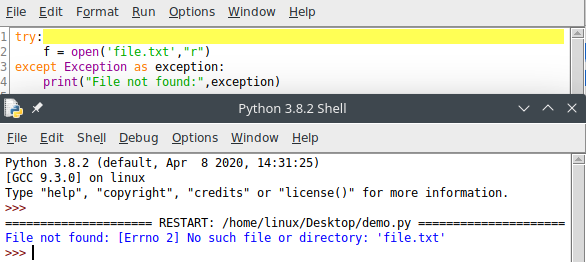 File Edit Format Run Options Window Help
1 try:
2     f = open('file.txt',"r")
3 except Exception as exception:
4     print("File not found:",exception)
Python 3.8.2 Shell
File Edit Shell Debug Options Window Help
Python 3.8.2 (default, Apr  8 2020, 14:31:25)
[GCC 9.3.0] on linux
Type "help", "copyright", "credits" or "license()" for more information.
>>>
===================== RESTART: /home/linux/Desktop/demo.py =====================
File not found: [Errno 2] No such file or directory: 'file.txt'
>>>